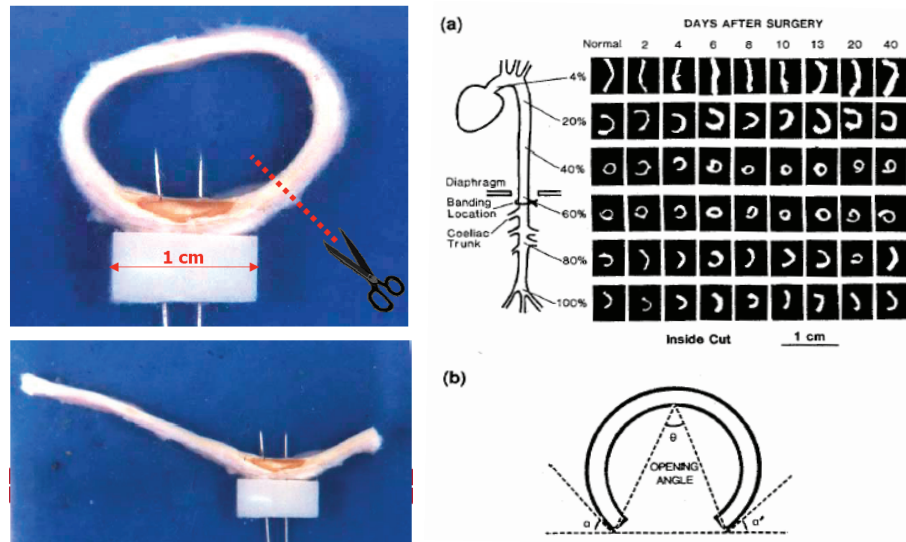 1 cm
(a)
DAYS AFTER SURGERY
Normal 2 4 6 8 10 13 20 40
4%
20%
40%
Diaphragm
Banding
Location
60%
Coeliac
Trunk
80%
100%
Inside Cut 1 cm
(b)
θ
OPENING
ANGLE
α α*